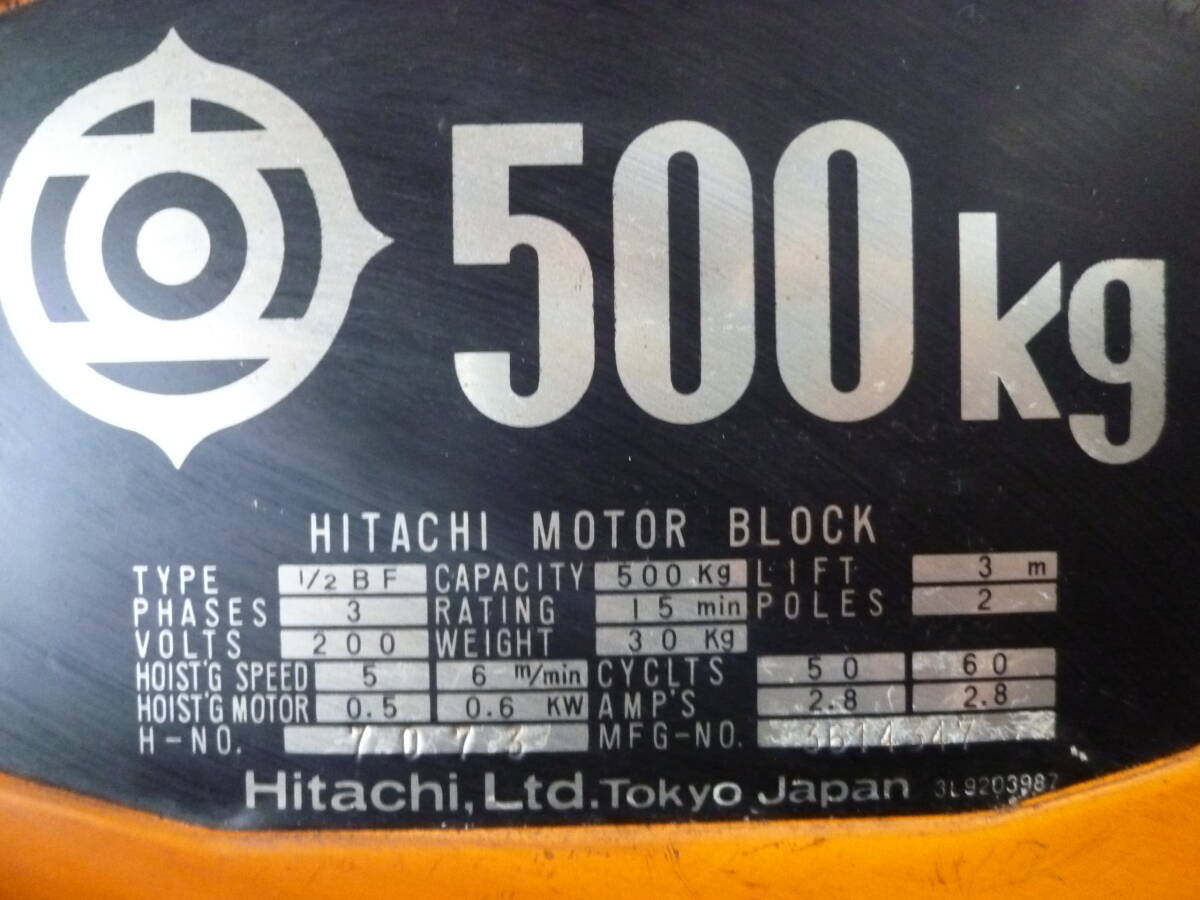 500kg
HITACHI MOTOR BLOCK
TYPE 1/2 B F CAPACITY 500 Kg LIFT 3 m
PHASES 3 RATING 15 min POLES 2
VOLTS 200 WEIGHT 30 Kg
HOIST'G SPEED 5 6 m/min CYCLTS 50 60
HOIST'G MOTOR 0.5 0.6 KW AMP'S 2.8 2.8
H-NO. 7073 MFG-NO.
Hitachi, Ltd. Tokyo Japan 3L9203987